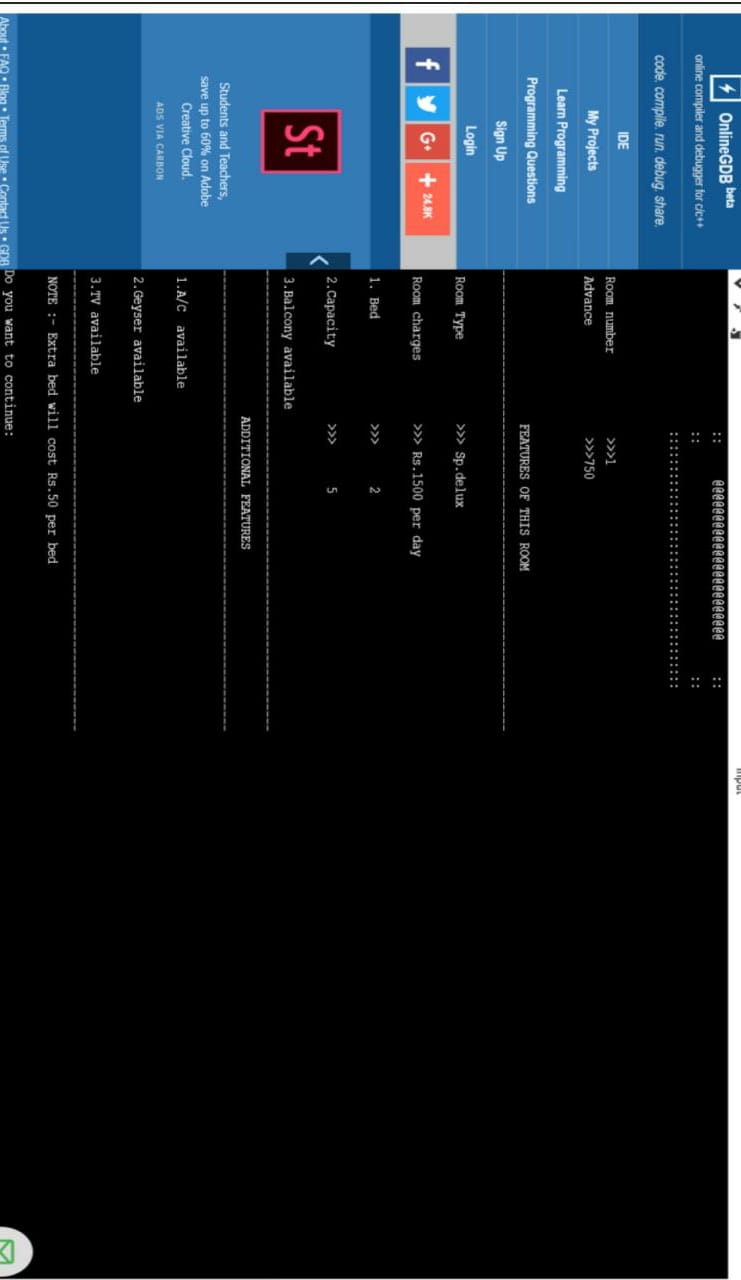 OnlineGDB beta
online compiler and debugger for c/c++
code. compile. run. debug. share.
IDE
My Projects
Learn Programming
Programming Questions
Sign Up
Login
f G+ + 24.8K
St
Students and Teachers,
save up to 60% on Adobe
Creative Cloud.
ADS VIA CARBON
About • FAQ • Blog • Terms of Use • Contact Us • GDB
input
:: @@@@@@@@@@@@@@@@@@@@@@ ::
:: ::
:::::::::::::::::::::::::::::::::::::::
Room number >>>1
Advance >>>750
FEATURES OF THIS ROOM
--------------------------------------------------------------
Room Type >>> Sp.delux
Room charges >>> Rs.1500 per day
1. Bed >>> 2
2.Capacity >>> 5
3.Balcony available
--------------------------------------------------------------
ADDITIONAL FEATURES
--------------------------------------------------------------
1.A/C available
2.Geyser available
3.TV available
--------------------------------------------------------------
NOTE :- Extra bed will cost Rs.50 per bed
Do you want to continue: